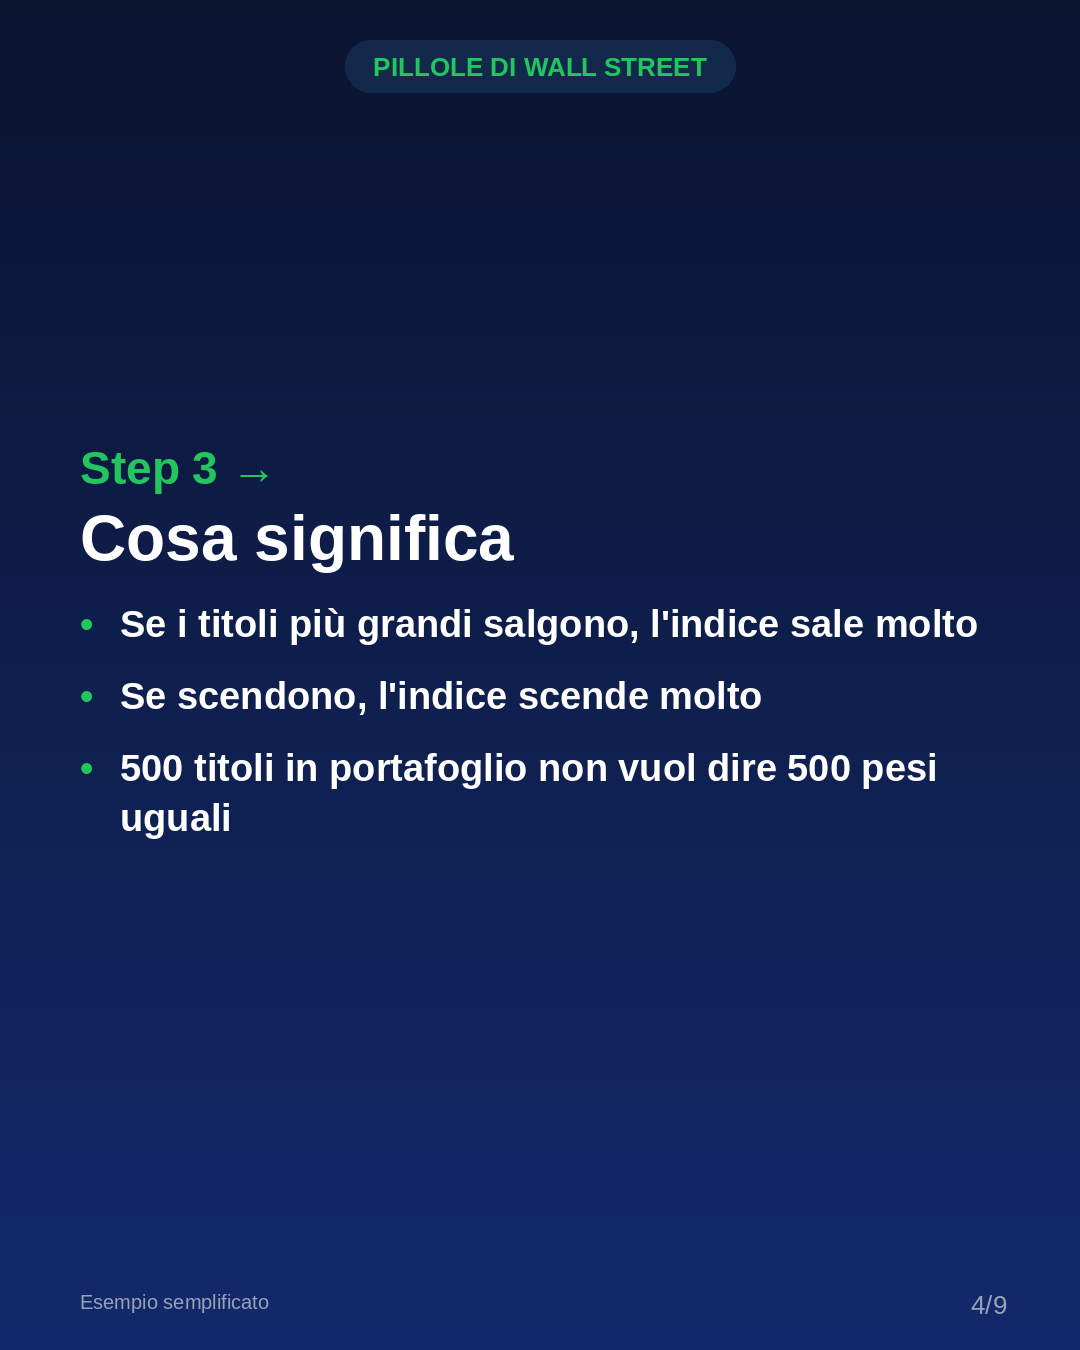 PILLOLE DI WALL STREET
Step 3 →
Cosa significa
• Se i titoli più grandi salgono, l'indice sale molto
• Se scendono, l'indice scende molto
• 500 titoli in portafoglio non vuol dire 500 pesi
uguali
Esempio semplificato
4/9